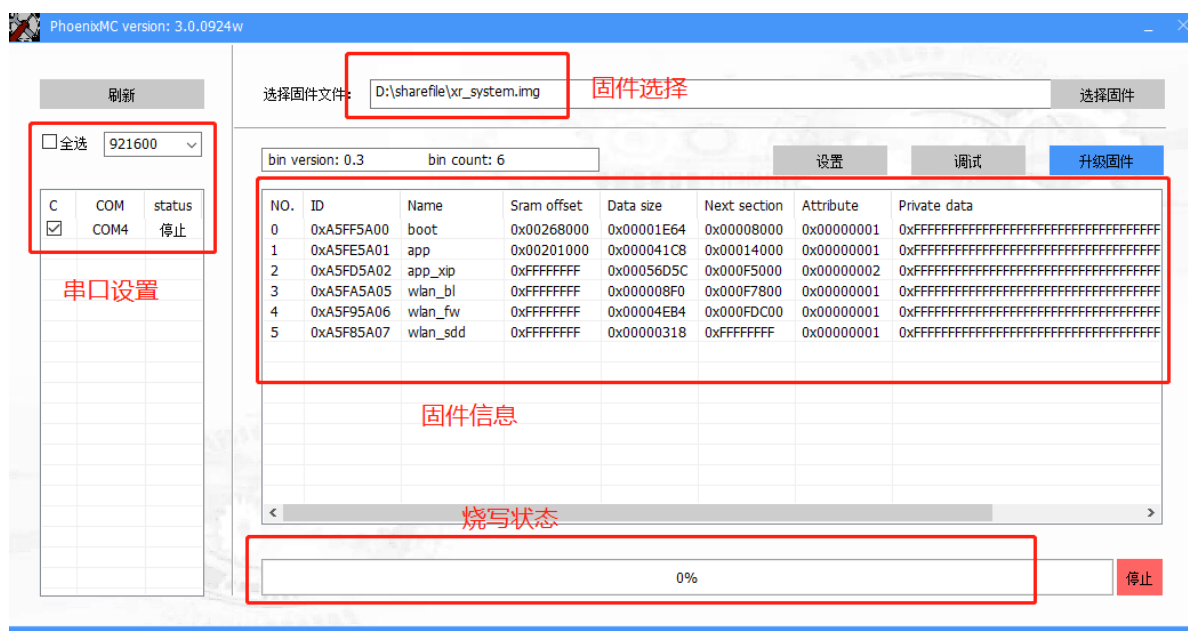 PhoenixMC version: 3.0.0924w
刷新
选择固件文件: D:\sharefile\xr_system.img 固件选择 选择固件
全选 921600
bin version: 0.3 bin count: 6 设置 调试 升级固件
C COM status
COM4 停止
串口设置
NO. ID Name Sram offset Data size Next section Attribute Private data
0 0xA5FF5A00 boot 0x00268000 0x00001E64 0x00008000 0x00000001 0xFFFFFFFFFFFFFFFFFFFFFFFFFFFFFFFFFFFF
1 0xA5FE5A01 app 0x00201000 0x000041C8 0x00014000 0x00000001 0xFFFFFFFFFFFFFFFFFFFFFFFFFFFFFFFFFFFF
2 0xA5FD5A02 app_xip 0xFFFFFFFF 0x00056D5C 0x000F5000 0x00000002 0xFFFFFFFFFFFFFFFFFFFFFFFFFFFFFFFFFFFF
3 0xA5FA5A05 wlan_bl 0xFFFFFFFF 0x000008F0 0x000F7800 0x00000001 0xFFFFFFFFFFFFFFFFFFFFFFFFFFFFFFFFFFFF
4 0xA5F95A06 wlan_fw 0xFFFFFFFF 0x00004EB4 0x000FDC00 0x00000001 0xFFFFFFFFFFFFFFFFFFFFFFFFFFFFFFFFFFFF
5 0xA5F85A07 wlan_sdd 0xFFFFFFFF 0x00000318 0xFFFFFFFF 0x00000001 0xFFFFFFFFFFFFFFFFFFFFFFFFFFFFFFFFFFFF
固件信息
烧写状态
0%
停止